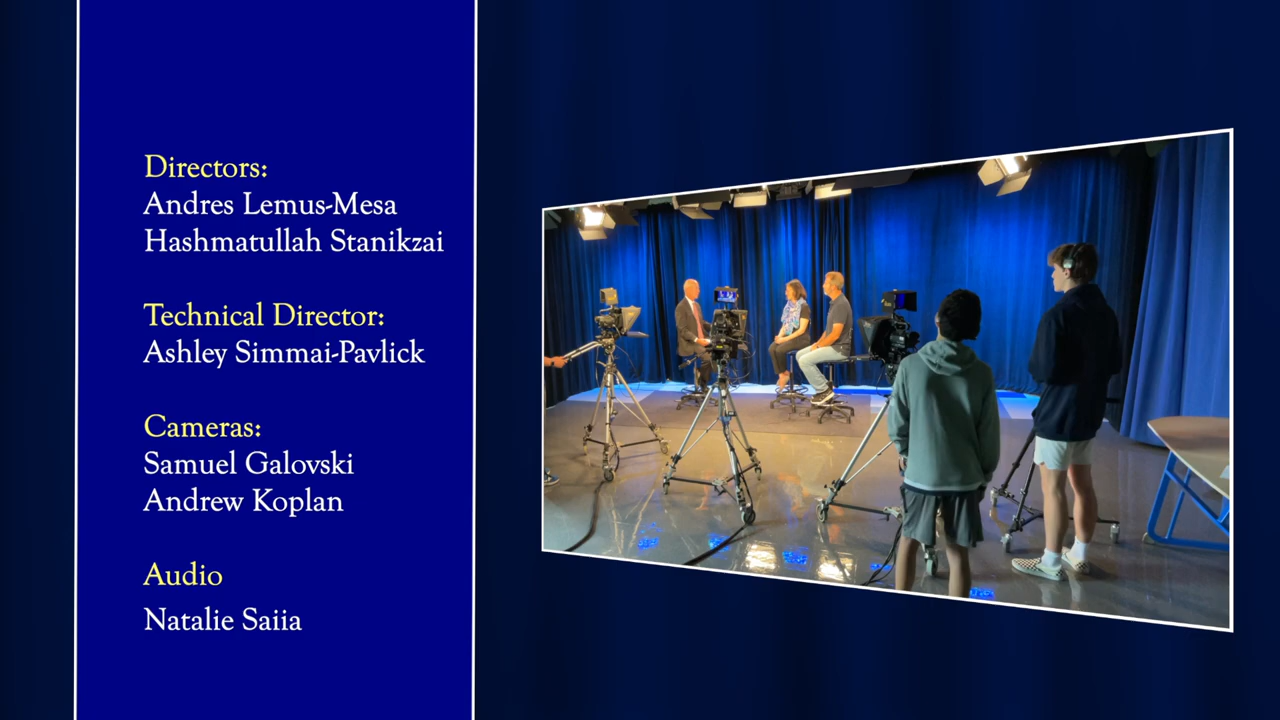 Directors:
Andres Lemus-Mesa
Hashmatullah Stanikzai
Technical Director:
Ashley Simmai-Pavlick
Cameras:
Samuel Galovski
Andrew Koplan
Audio
Natalie Saiia